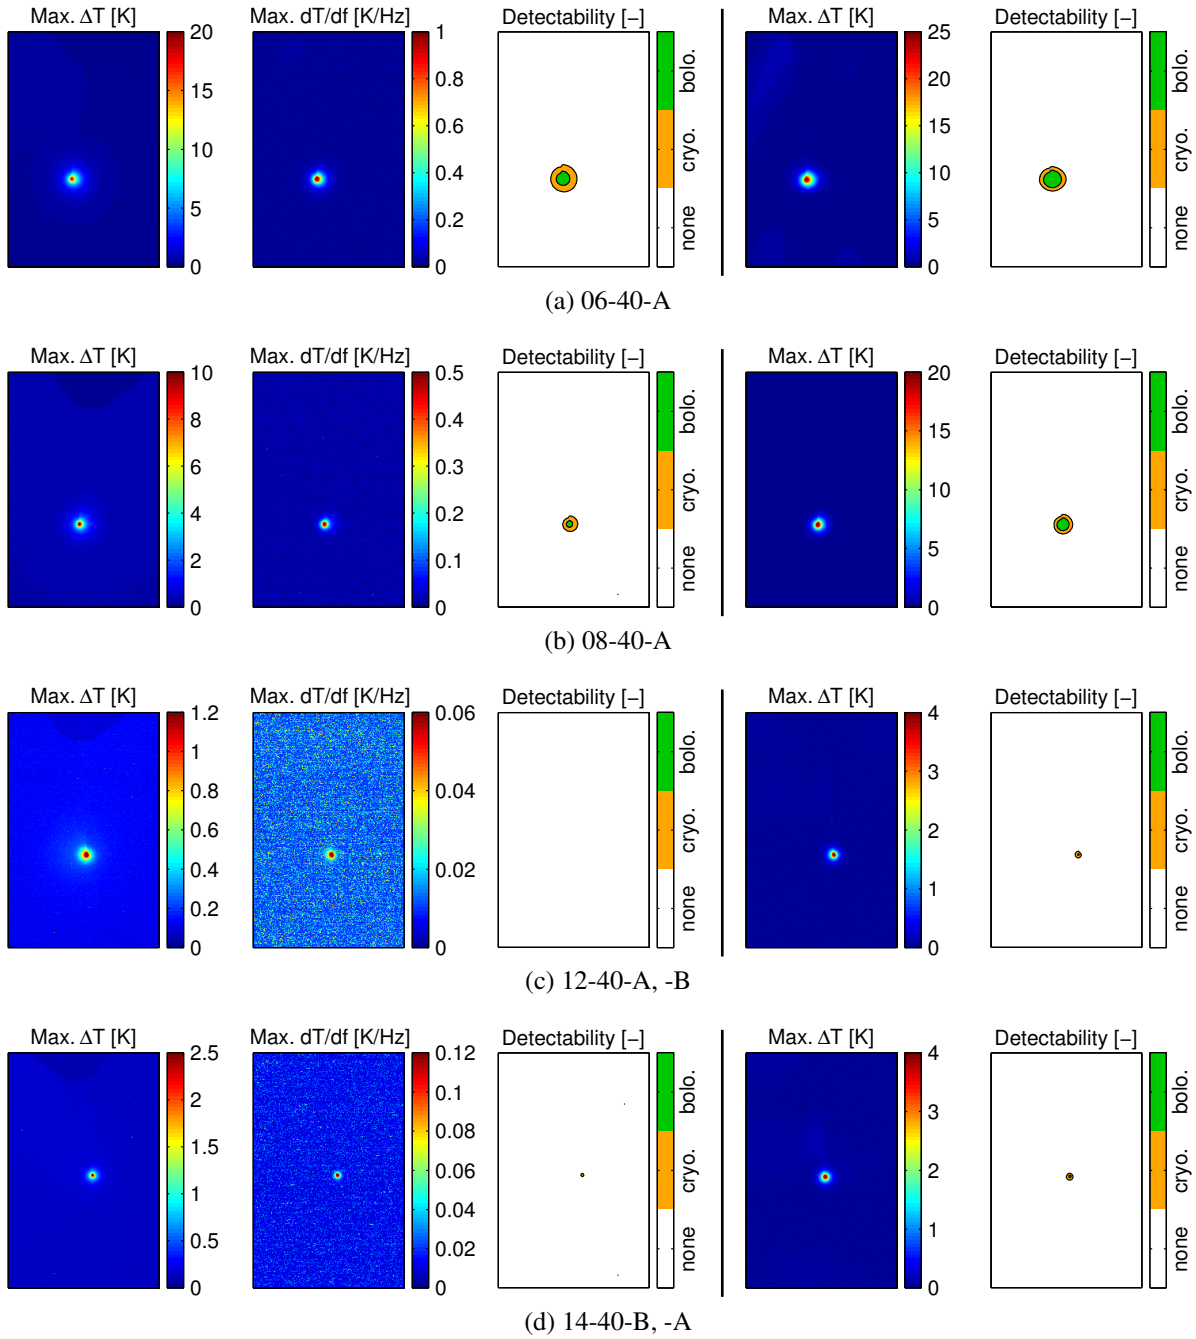 Max. ΔT [K] Max. dT/df [K/Hz] Detectability [−] Max. ΔT [K] Detectability [−]
20 15 10 5 0
1 0.8 0.6 0.4 0.2 0
bolo. cryo. none
25 20 15 10 5 0
bolo. cryo. none
(a) 06-40-A
Max. ΔT [K] Max. dT/df [K/Hz] Detectability [−] Max. ΔT [K] Detectability [−]
10 8 6 4 2 0
0.5 0.4 0.3 0.2 0.1 0
bolo. cryo. none
20 15 10 5 0
bolo. cryo. none
(b) 08-40-A
Max. ΔT [K] Max. dT/df [K/Hz] Detectability [−] Max. ΔT [K] Detectability [−]
1.2 1 0.8 0.6 0.4 0.2 0
0.06 0.04 0.02 0
bolo. cryo. none
4 3 2 1 0
bolo. cryo. none
(c) 12-40-A, -B
Max. ΔT [K] Max. dT/df [K/Hz] Detectability [−] Max. ΔT [K] Detectability [−]
2.5 2 1.5 1 0.5 0
0.12 0.1 0.08 0.06 0.04 0.02 0
bolo. cryo. none
4 3 2 1 0
bolo. cryo. none
(d) 14-40-B, -A